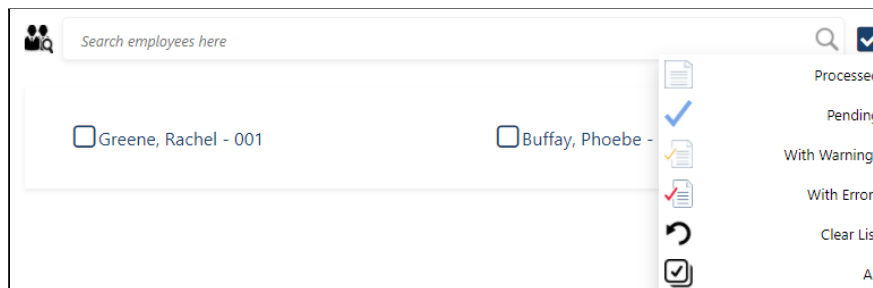 Search employees here
Processed
Greene, Rachel - 001
Buffay, Phoebe -
Pending
With Warning
With Error
Clear Lis
A